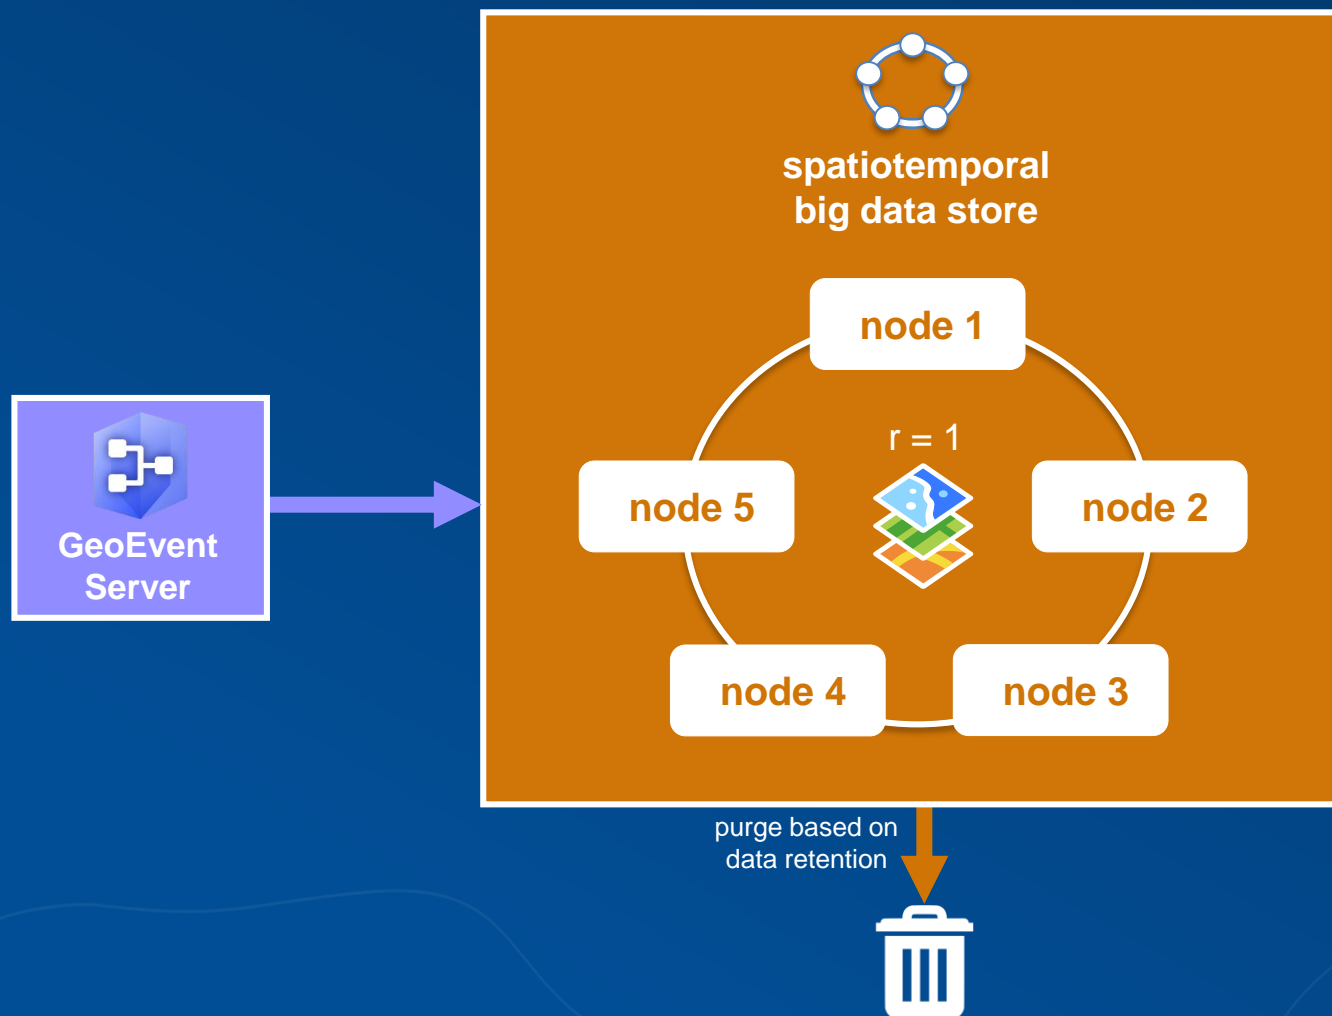 spatiotemporal
big data store
node 1
r = 1
node 5
node 2
GeoEvent
Server
node 4
node 3
purge based on
data retention